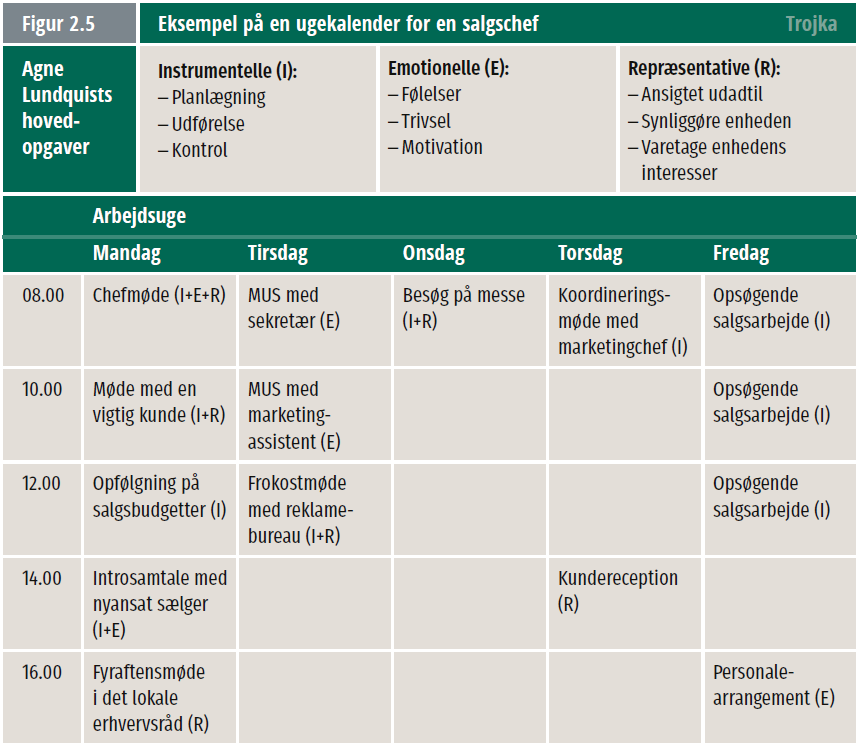 Figur 2.5
Eksempel på en ugekalender for en salgschef
Trojka
Agne
Lundquists
hoved-
opgaver
Instrumentelle (I):
– Planlægning
– Udførelse
– Kontrol
Emotionelle (E):
– Følelser
– Trivsel
– Motivation
Repræsentative (R):
– Ansigtet udadtil
– Synliggøre enheden
– Varetage enhedens
interesser
Arbejdsuge
Mandag
Tirsdag
Onsdag
Torsdag
Fredag
08.00
Chefmøde (I+E+R)
MUS med
sekretær (E)
Besøg på messe
(I+R)
Koordinerings-
møde med
marketingchef (I)
Opsøgende
salgsarbejde (I)
10.00
Møde med en
vigtig kunde (I+R)
MUS med
marketing-
assistent (E)
Opsøgende
salgsarbejde (I)
12.00
Opfølgning på
salgsbudgetter (I)
Frokostmøde
med reklame-
bureau (I+R)
Opsøgende
salgsarbejde (I)
14.00
Introsamtale med
nyansat sælger
(I+E)
Kundereception
(R)
16.00
Fyraftensmøde
i det lokale
erhvervsråd (R)
Personale-
arrangement (E)